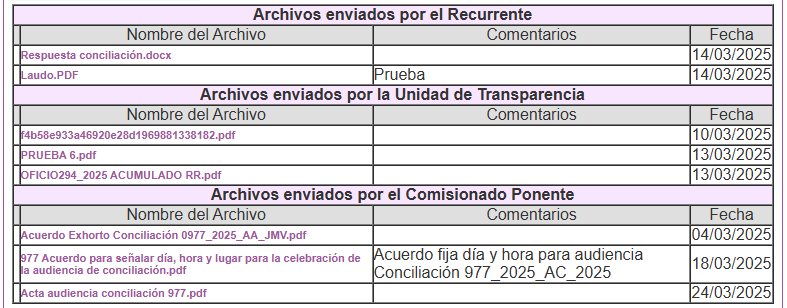 Archivos enviados por el Recurrente
Nombre del Archivo Comentarios Fecha
Respuesta conciliación.docx 14/03/2025
Laudo.PDF Prueba 14/03/2025
Archivos enviados por la Unidad de Transparencia
Nombre del Archivo Comentarios Fecha
f4b58e933a46920e28d1969881338182.pdf 10/03/2025
PRUEBA 6.pdf 13/03/2025
OFICIO294_2025 ACUMULADO RR.pdf 13/03/2025
Archivos enviados por el Comisionado Ponente
Nombre del Archivo Comentarios Fecha
Acuerdo Exhorto Conciliación 0977_2025_AA_JMV.pdf 04/03/2025
977 Acuerdo para señalar día, hora y lugar para la celebración de
la audiencia de conciliación.pdf
Acuerdo fija día y hora para audiencia
Conciliación 977_2025_AC_2025
18/03/2025
Acta audiencia conciliación 977.pdf 24/03/2025